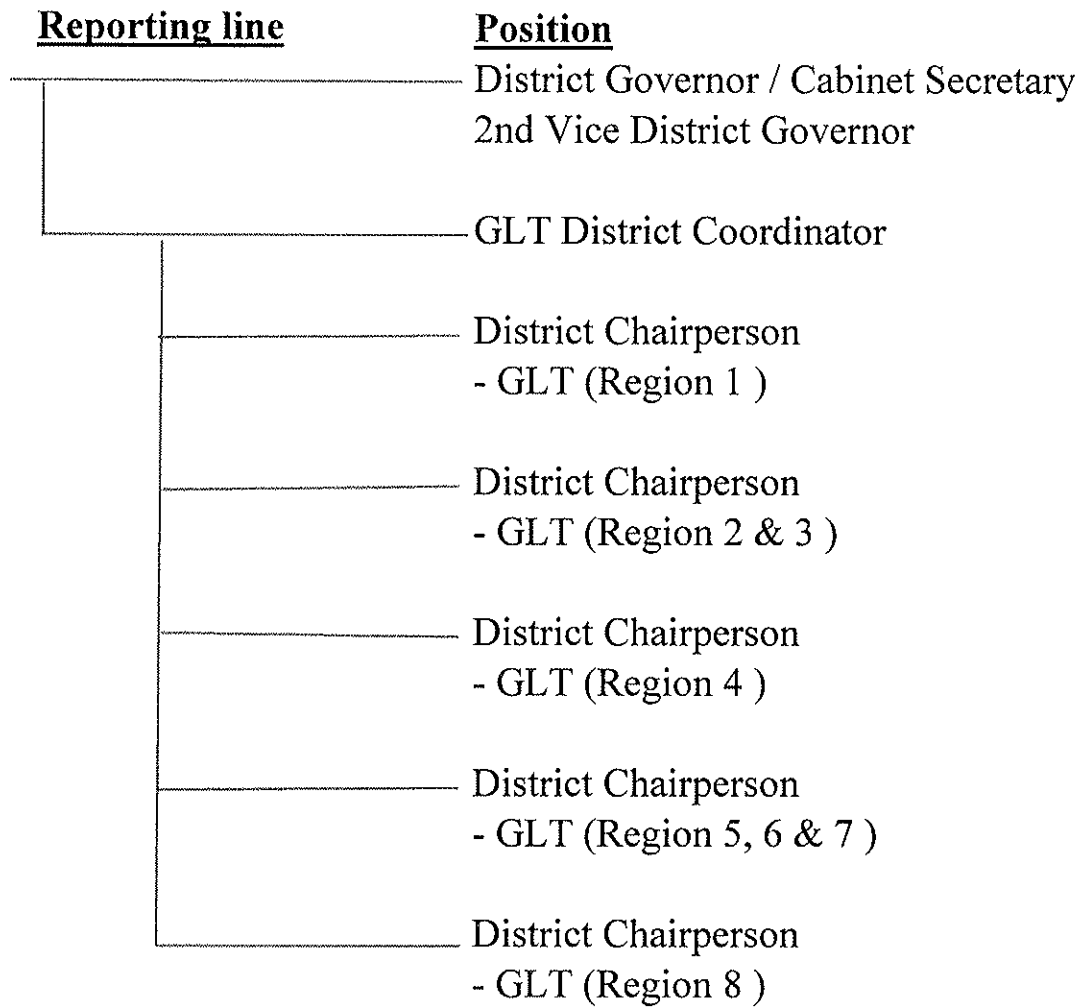 Reporting line Position
District Governor / Cabinet Secretary
2nd Vice District Governor
GLT District Coordinator
District Chairperson
- GLT (Region 1 )
District Chairperson
- GLT (Region 2 & 3 )
District Chairperson
- GLT (Region 4 )
District Chairperson
- GLT (Region 5, 6 & 7 )
District Chairperson
- GLT (Region 8 )